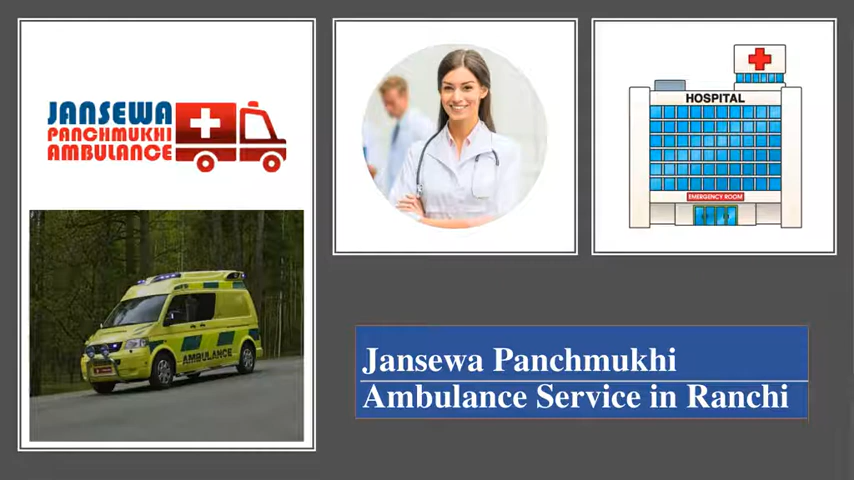 JANSEWA
PANCHMUKHI
AMBULANCE
AMBULANCE
HOSPITAL
EMERGENCY ROOM
Jansewa Panchmukhi
Ambulance Service in Ranchi